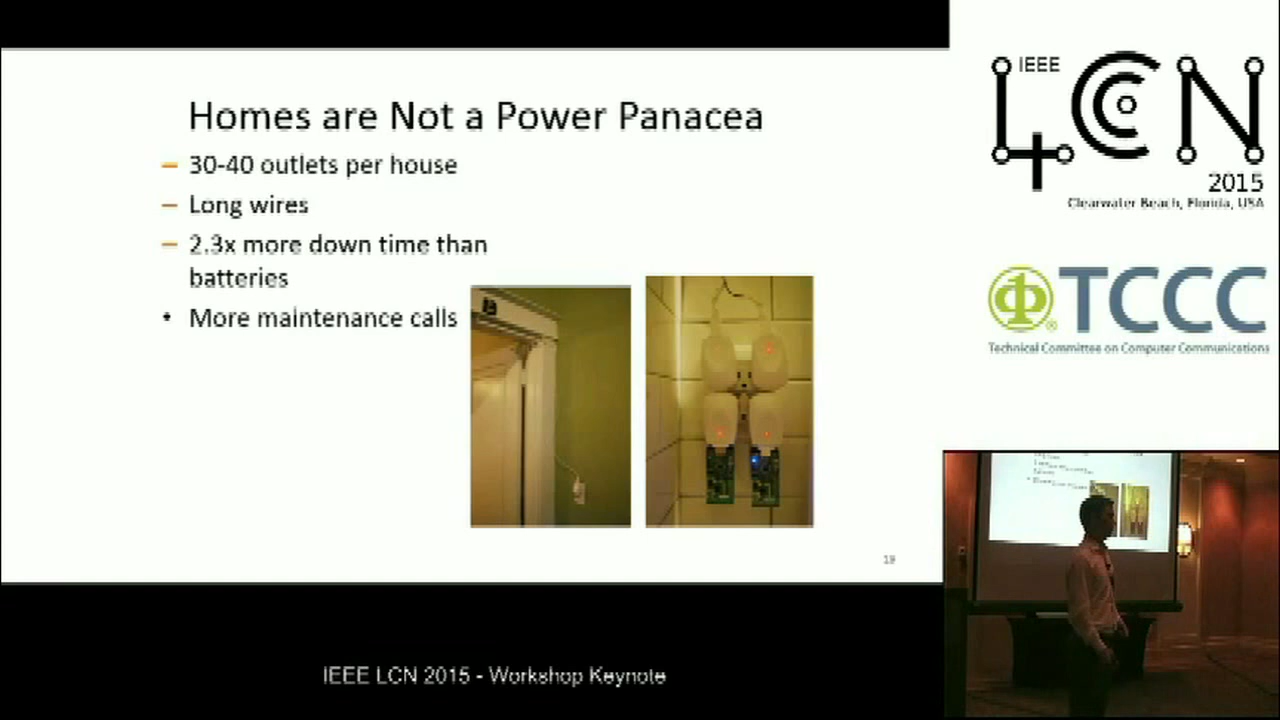 Homes are Not a Power Panacea
– 30-40 outlets per house
– Long wires
– 2.3x more down time than
batteries
• More maintenance calls
19
IEEE LCN 2015 - Workshop Keynote
IEEE
LCN
2015
Clearwater Beach, Florida, USA
TCCC
Technical Committee on Computer Communications